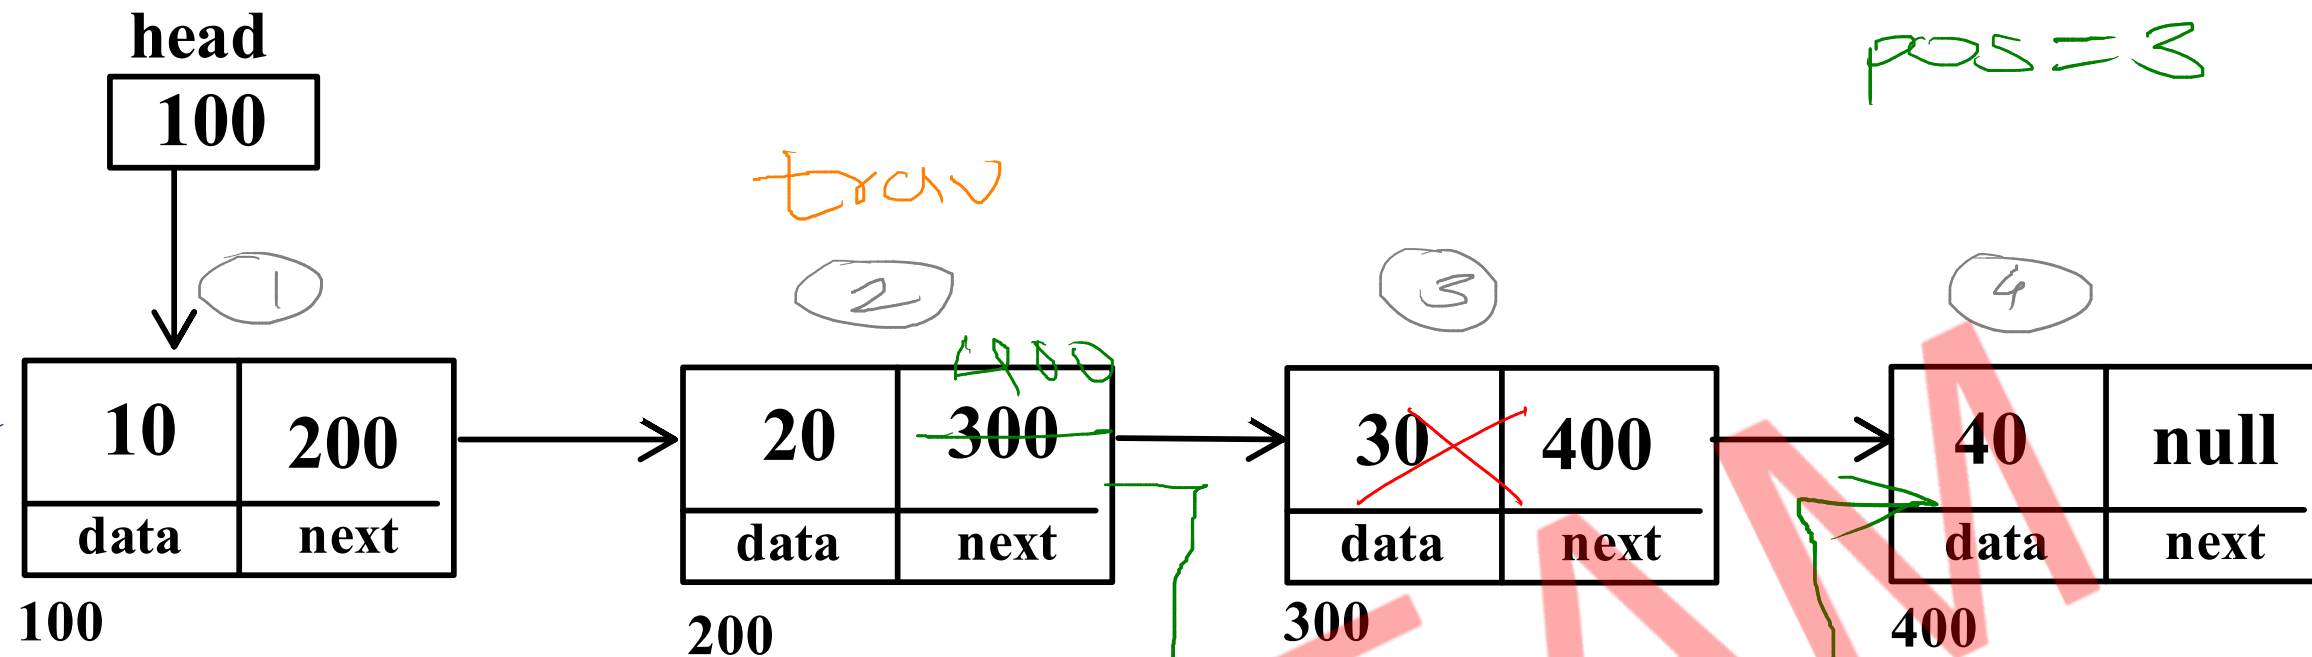 head
pos=3
100
trav
1 2 3 4
400
10 200 20 300 30 400 40 null
data next data next data next data next
100 200 300 400